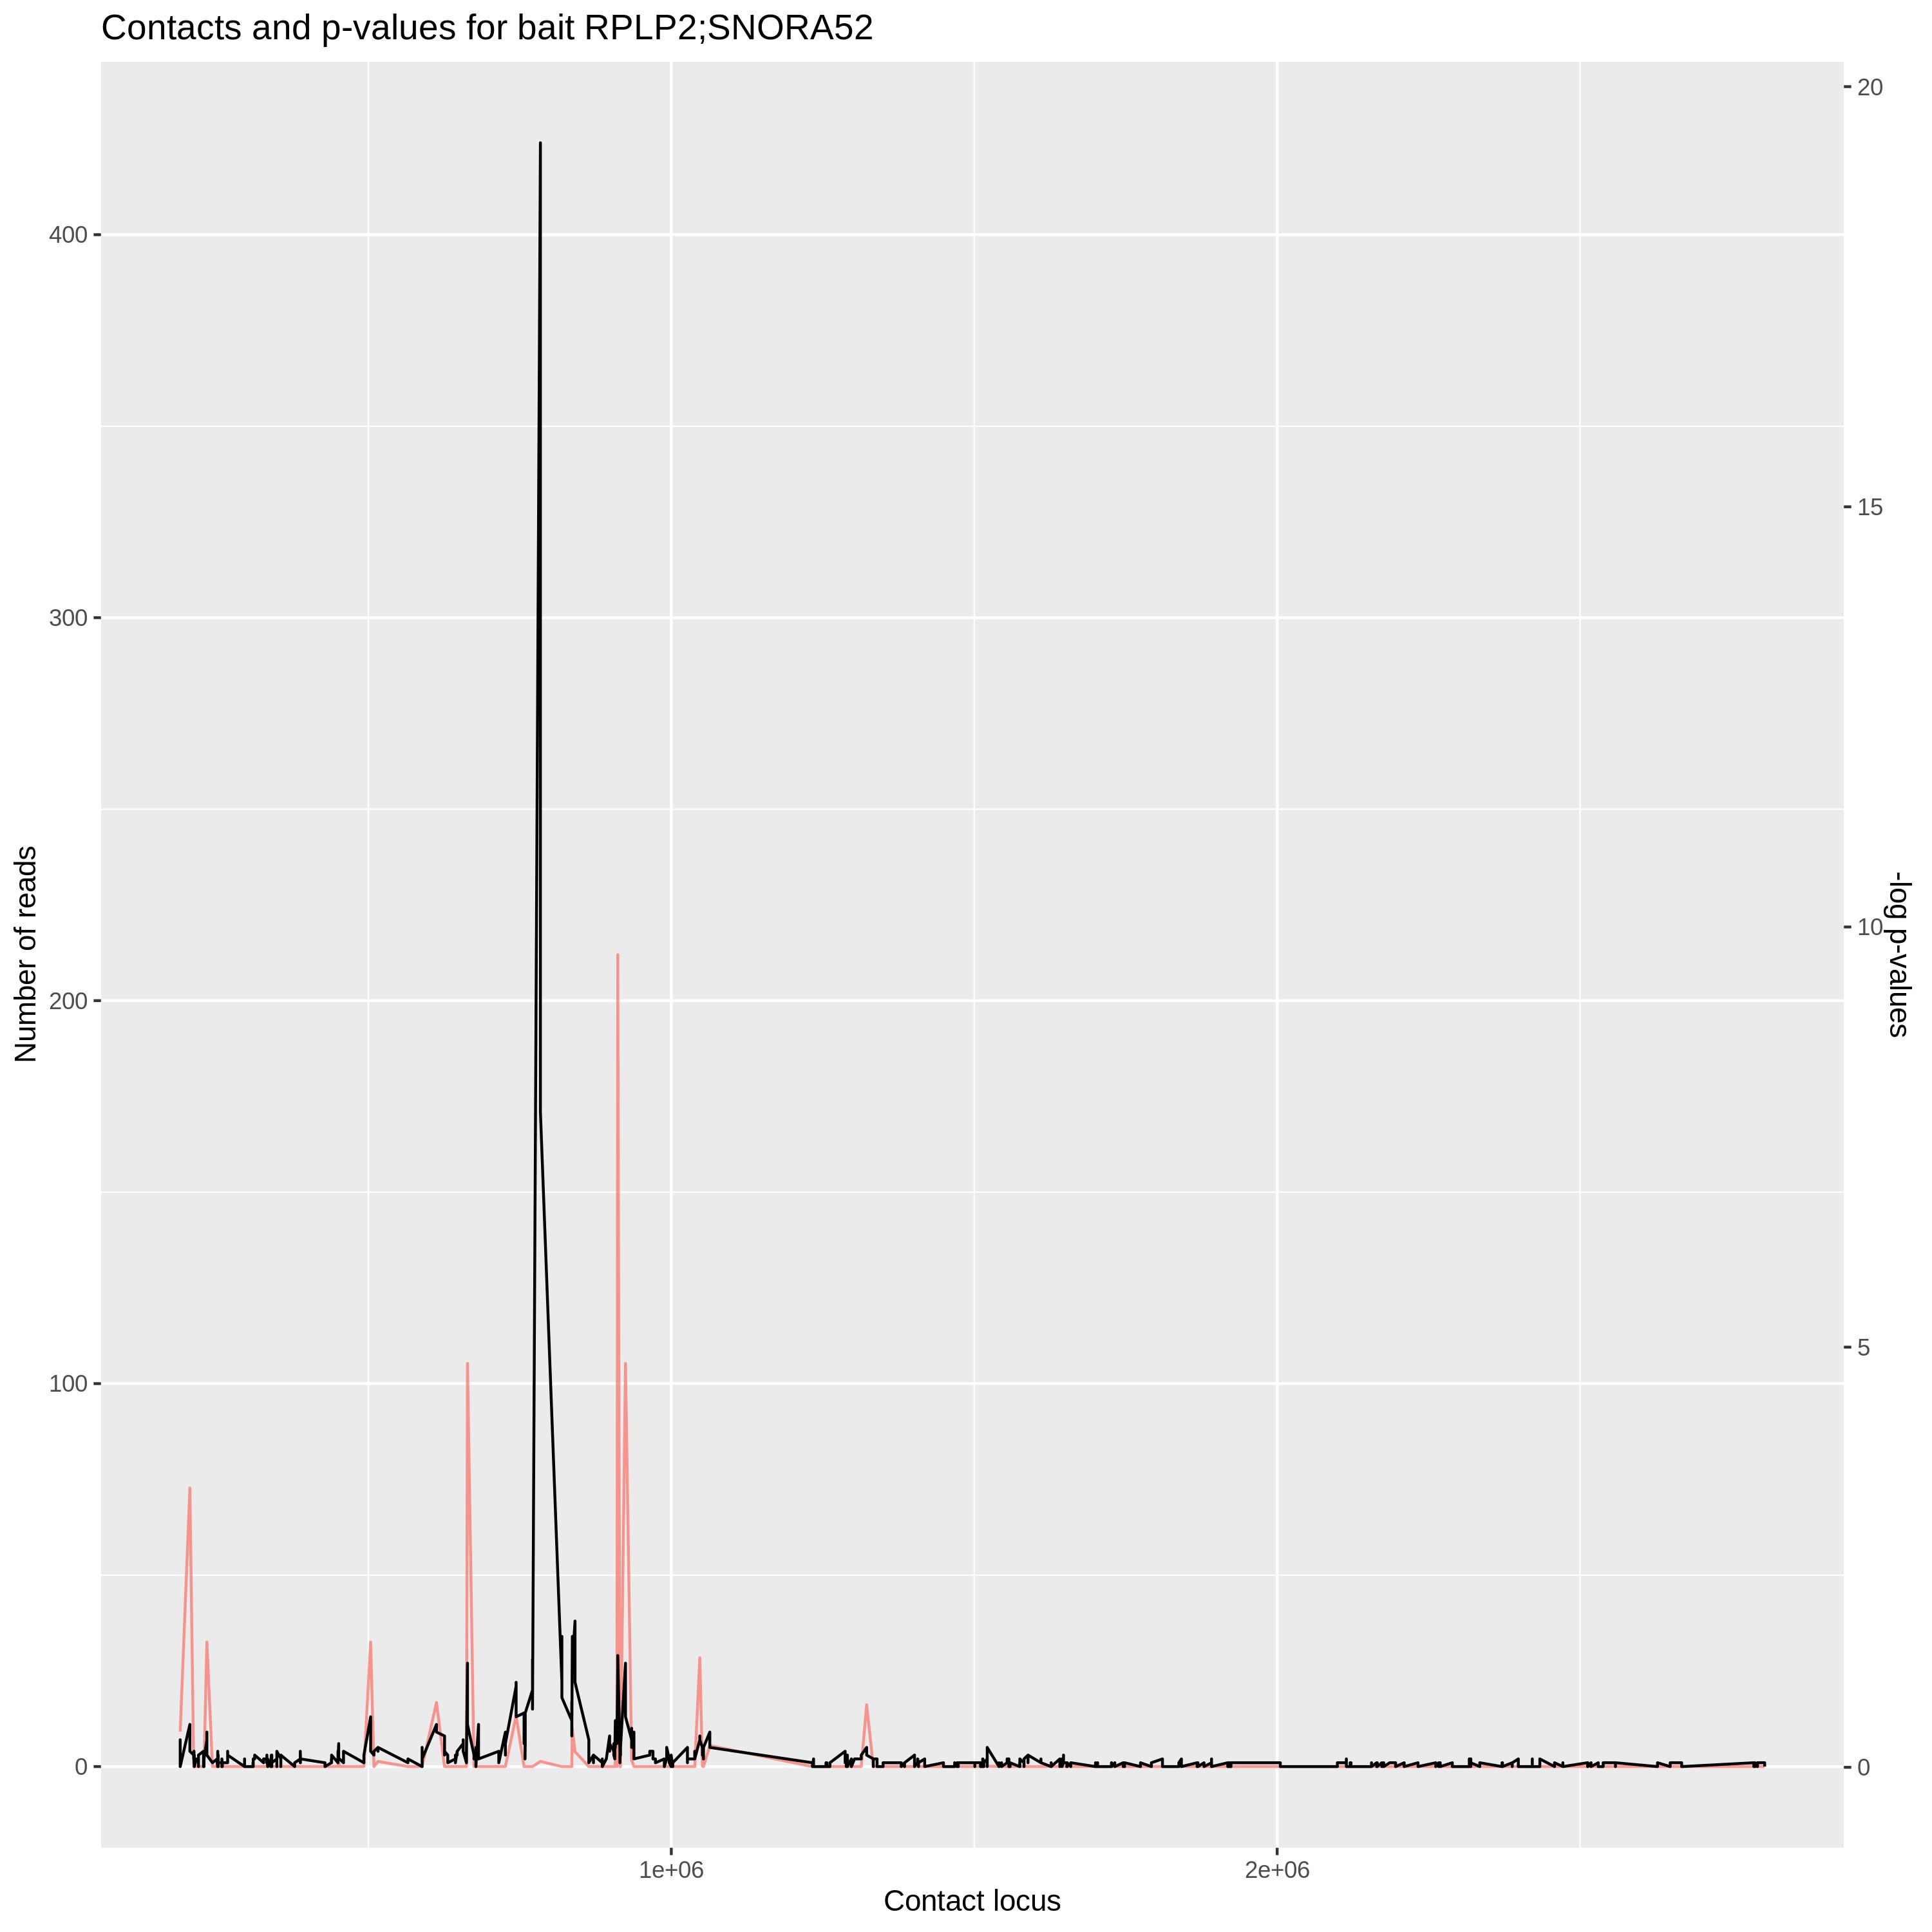 Contacts and p-values for bait RPLP2;SNORA52
Number of reads
400
300
200
100
0
20
15
10
5
0
-log p-values
1e+06
2e+06
Contact locus